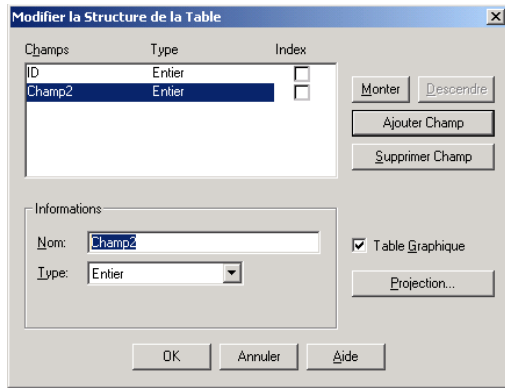 Modifier la Structure de la Table
Champs Type Index
ID Entier
Champ2 Entier
Monter Descendre
Ajouter Champ
Supprimer Champ
Informations
Nom: Champ2
Table Graphique
Type: Entier
Projection...
OK Annuler Aide